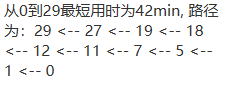 从0到29最短用时为42min, 路径
为：29 <-- 27 <-- 19 <-- 18
<-- 12 <-- 11 <-- 7 <-- 5 <--
1 <-- 0